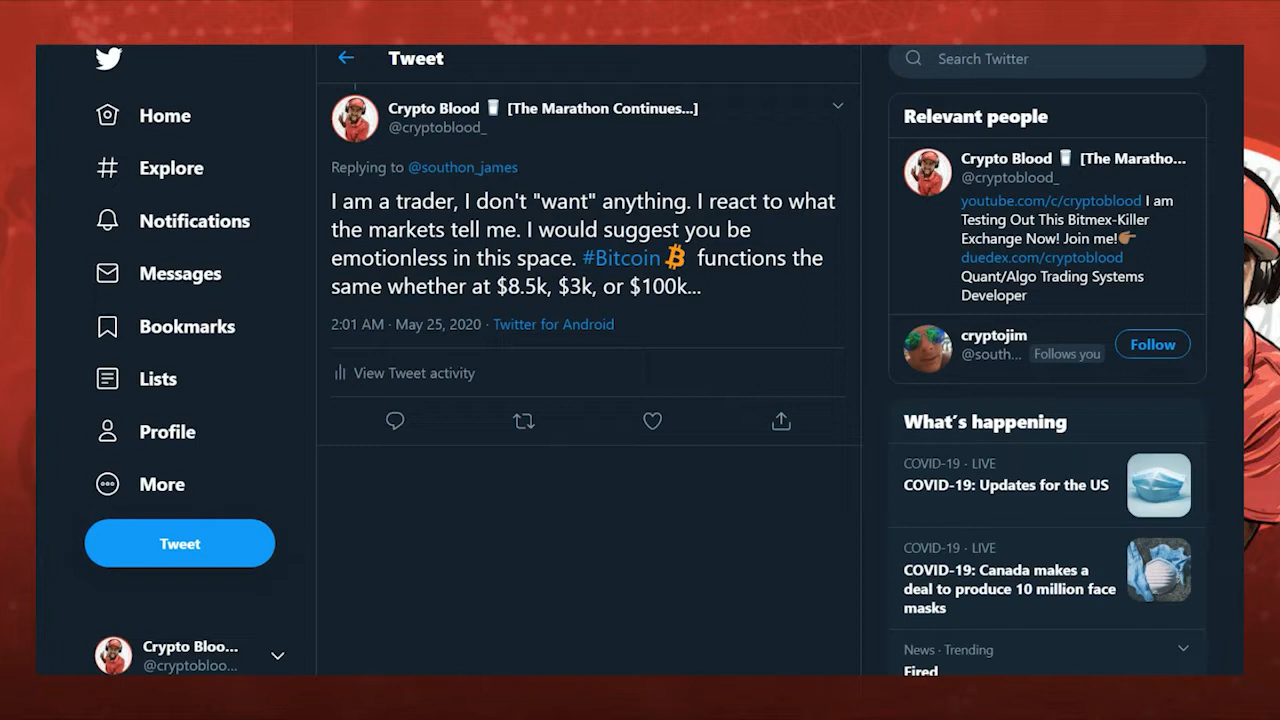 Tweet
Search Twitter
Home
Explore
Notifications
Messages
Bookmarks
Lists
Profile
More
Tweet
Crypto Bloo...
@cryptobloo...
Crypto Blood 🥛 [The Marathon Continues...]
@cryptoblood_
Replying to @southon_james
I am a trader, I don't "want" anything. I react to what
the markets tell me. I would suggest you be
emotionless in this space. #Bitcoin functions the
same whether at $8.5k, $3k, or $100k...
2:01 AM · May 25, 2020 · Twitter for Android
View Tweet activity
Relevant people
Crypto Blood 🥛 [The Maratho...
@cryptoblood_
youtube.com/c/cryptoblood I am
Testing Out This Bitmex-Killer
Exchange Now! Join me!👉🏽
duedex.com/cryptoblood
Quant/Algo Trading Systems
Developer
cryptojim
@south... Follows you
Follow
What's happening
COVID-19 · LIVE
COVID-19: Updates for the US
COVID-19 · LIVE
COVID-19: Canada makes a
deal to produce 10 million face
masks
News · Trending
Fired